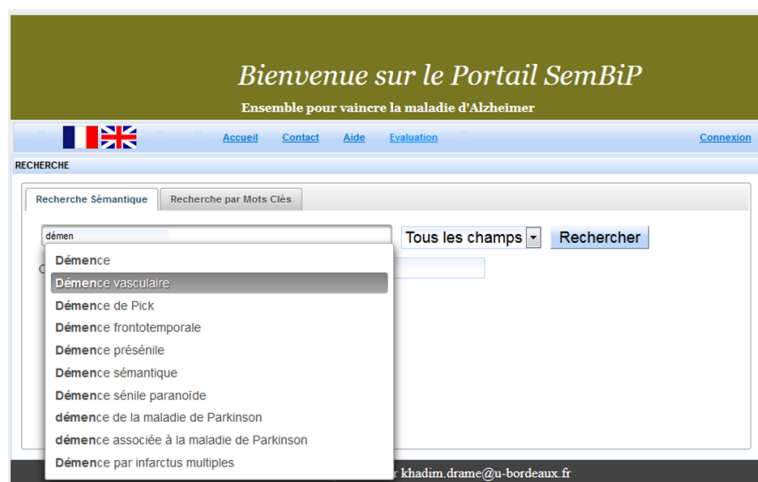 Bienvenue sur le Portail SemBiP
Ensemble pour vaincre la maladie d'Alzheimer
Accueil Contact Aide Evaluation Connexion
RECHERCHE
Recherche Sémantique Recherche par Mots Clés
démen Tous les champs Rechercher
Démence
Démence vasculaire
Démence de Pick
Démence frontotemporale
Démence présénile
Démence sémantique
Démence sénile paranoïde
démence de la maladie de Parkinson
démence associée à la maladie de Parkinson
Démence par infarctus multiples
khadim.drame@u-bordeaux.fr